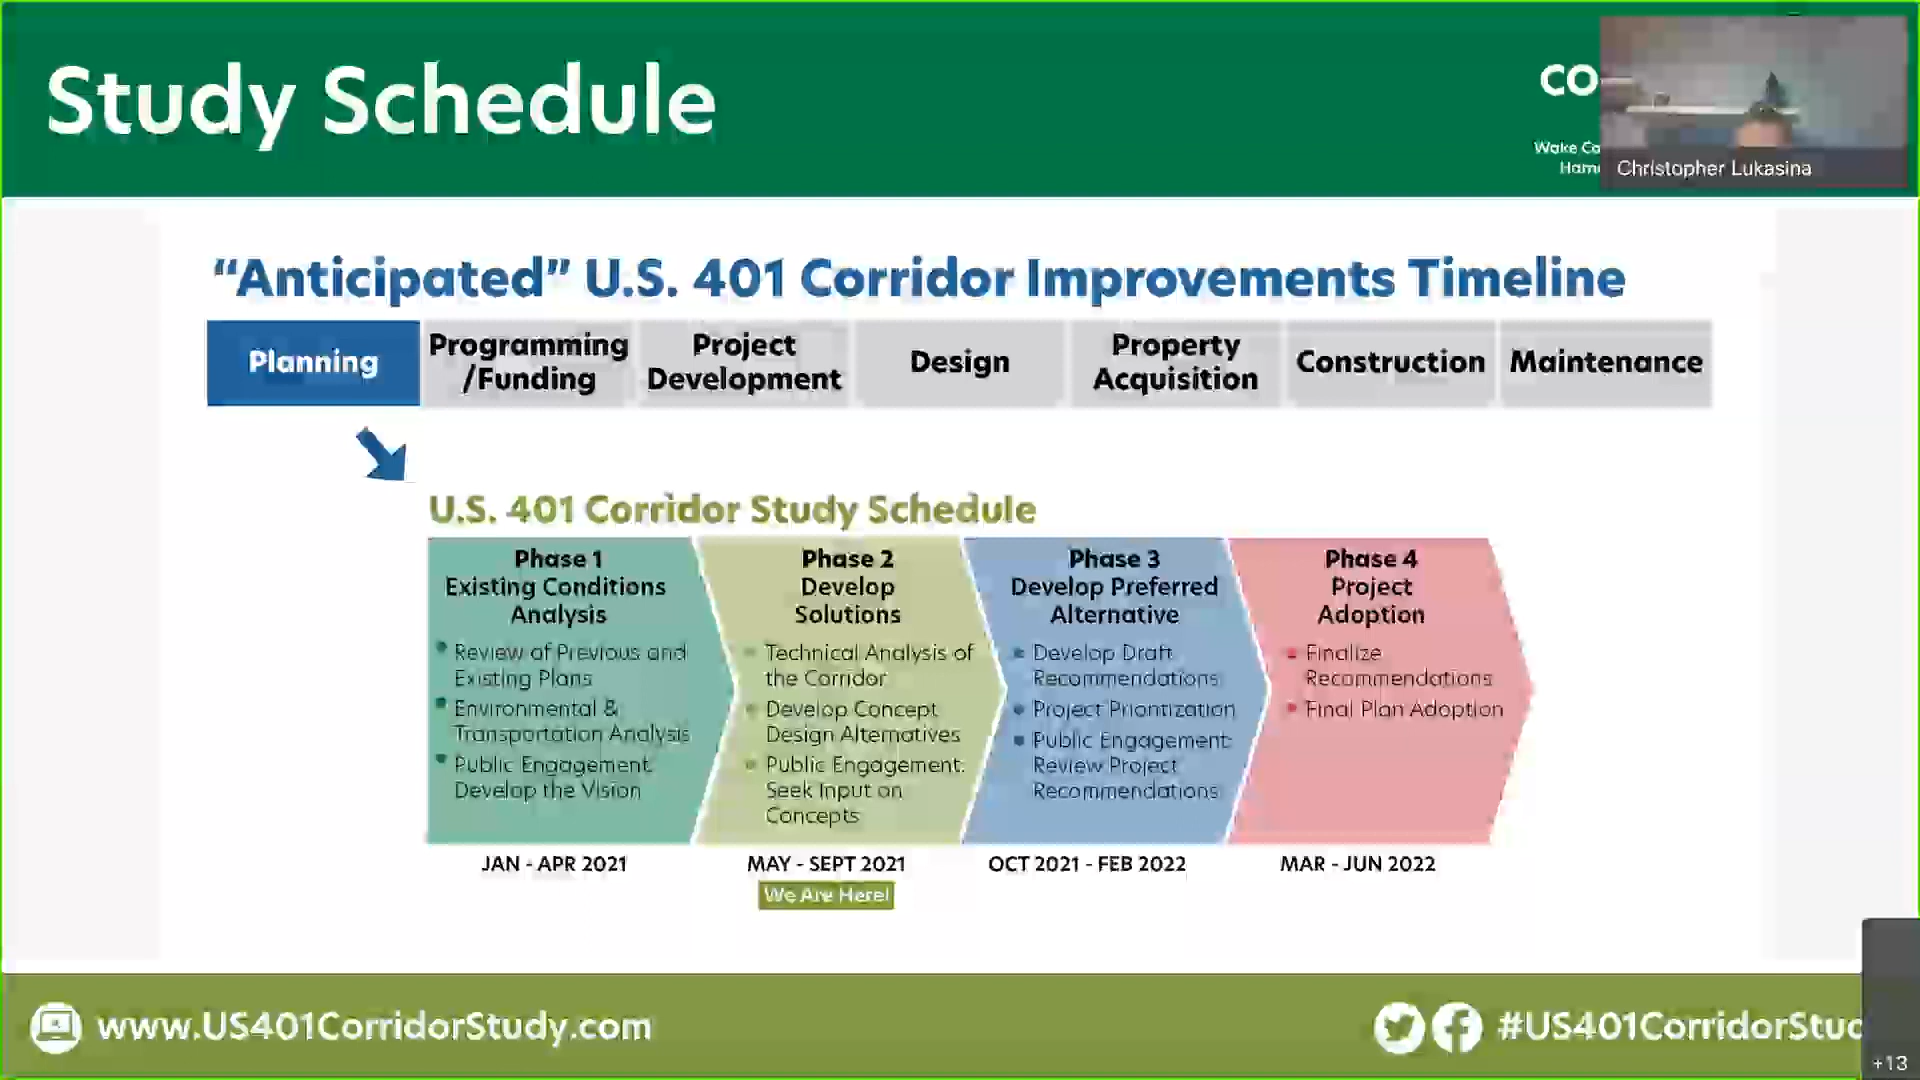 Study Schedule
CO
Wake Co
Christopher Lukasina
"Anticipated" U.S. 401 Corridor Improvements Timeline
Planning
Programming
/Funding
Project
Development
Design
Property
Acquisition
Construction
Maintenance
U.S. 401 Corridor Study Schedule
Phase 1
Existing Conditions
Analysis
Review of Previous and
Existing Plans
Environmental &
Transportation Analysis
Public Engagement:
Develop the Vision
JAN - APR 2021
Phase 2
Develop
Solutions
Technical Analysis of
the Corridor
Develop Concept
Design Alternatives
Public Engagement:
Seek Input on
Concepts
MAY - SEPT 2021
We Are Here!
Phase 3
Develop Preferred
Alternative
Develop Draft
Recommendations
Project Prioritization
Public Engagement:
Review Project
Recommendations
OCT 2021 - FEB 2022
Phase 4
Project
Adoption
Finalize
Recommendations
Final Plan Adoption
MAR - JUN 2022
www.US401CorridorStudy.com
#US401CorridorStud
+13